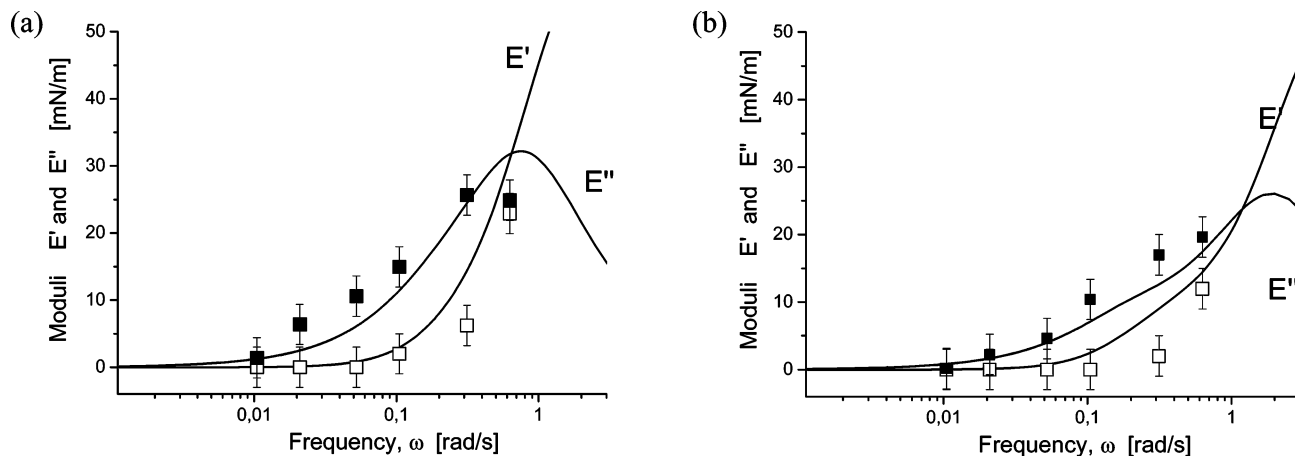 (a)
50
40
30
20
10
0
Moduli E' and E" [mN/m]
E'
E"
0,01
0,1
1
Frequency, ω [rad/s]
(b)
50
40
30
20
10
0
Moduli E' and E" [mN/m]
E'
E"
0,01
0,1
1
Frequency, ω [rad/s]